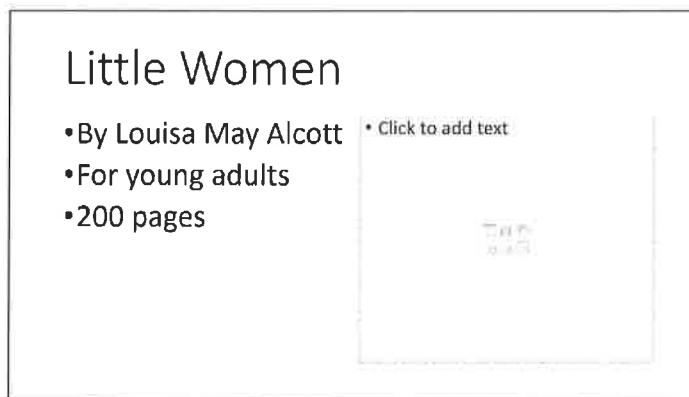 Little Women
•By Louisa May Alcott
•For young adults
•200 pages
• Click to add text